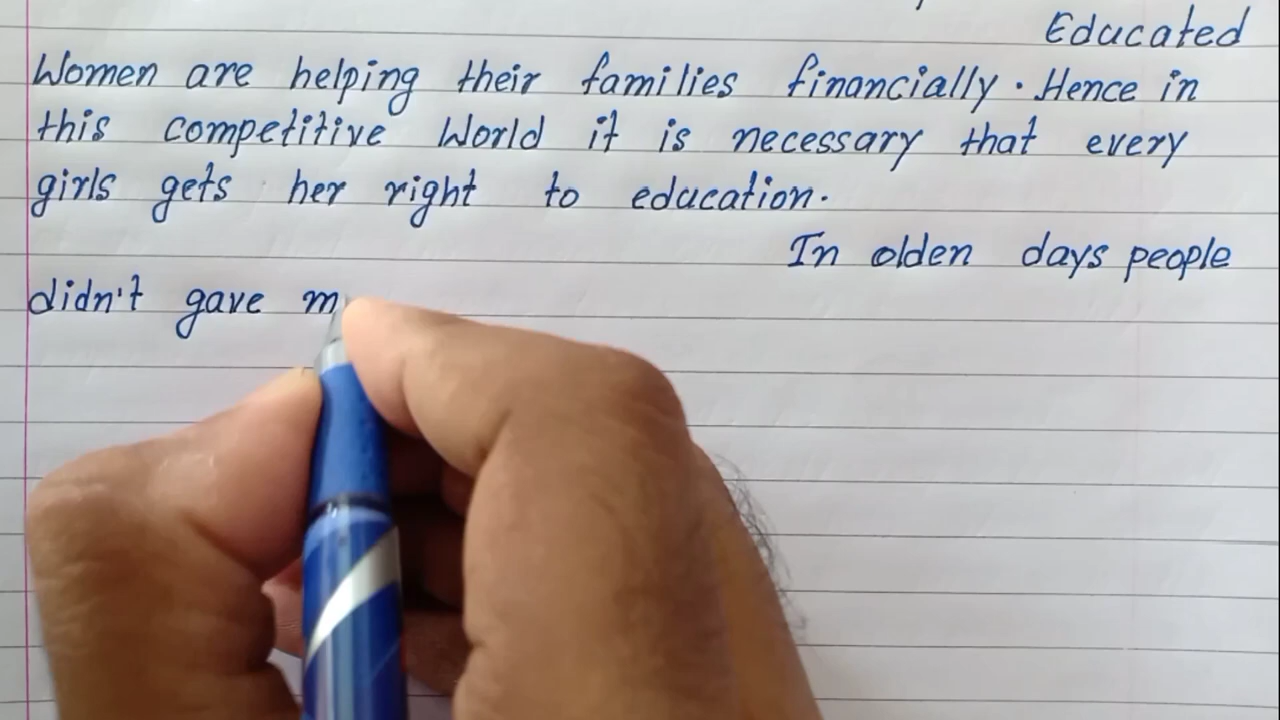 Educated
Women are helping their families financially. Hence in
this competitive World it is necessary that every
girls gets her right to education.
In olden days people
didn't gave m